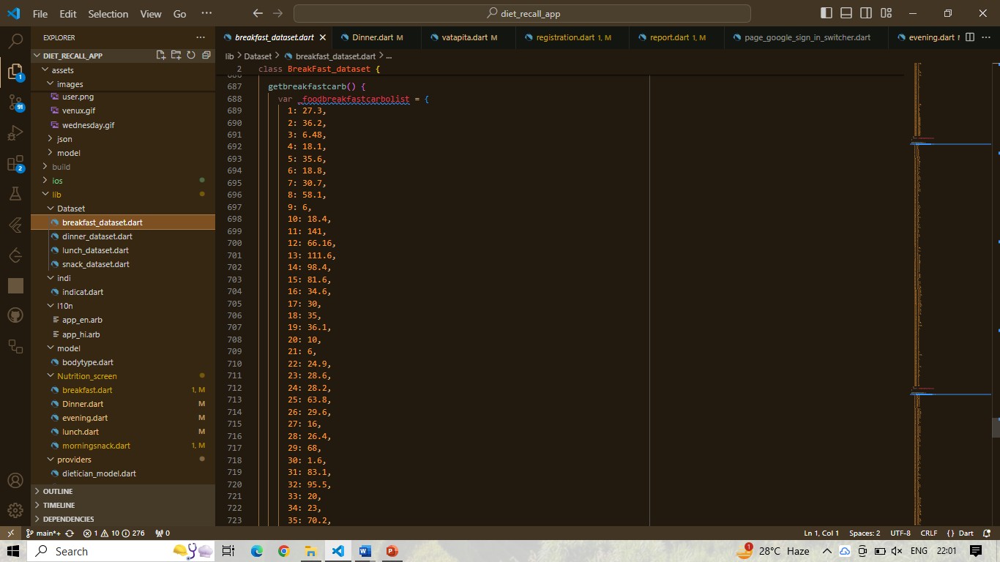 File Edit Selection View Go ··· diet_recall_app
EXPLORER ···
DIET_RECALL_APP
assets
images
user.png
venux.gif
wednesday.gif
json
model
build
ios
lib
Dataset
breakfast_dataset.dart
dinner_dataset.dart
lunch_dataset.dart
snack_dataset.dart
indi
indicat.dart
l10n
app_en.arb
app_hi.arb
model
bodytype.dart
Nutrition_screen
breakfast.dart 1, M
Dinner.dart M
evening.dart M
lunch.dart M
morningsnack.dart 1, M
providers
dietician_model.dart
OUTLINE
TIMELINE
DEPENDENCIES
1
91
2
breakfast_dataset.dart Dinner.dart M vatapita.dart M registration.dart 1, M report.dart 1, M page_google_sign_in_switcher.dart evening.dart
lib > Dataset > breakfast_dataset.dart > ...
2 class BreakFast_dataset {
687 getbreakfastcarb() {
688 var _foodbreakfastcarbolist = {
689 1: 27.3,
690 2: 36.2,
691 3: 6.48,
692 4: 18.1,
693 5: 35.6,
694 6: 18.8,
695 7: 30.7,
696 8: 58.1,
697 9: 6,
698 10: 18.4,
699 11: 141,
700 12: 66.16,
701 13: 111.6,
702 14: 98.4,
703 15: 81.6,
704 16: 34.6,
705 17: 30,
706 18: 35,
707 19: 36.1,
708 20: 10,
709 21: 6,
710 22: 24.9,
711 23: 28.6,
712 24: 28.2,
713 25: 63.8,
714 26: 29.6,
715 27: 16,
716 28: 26.4,
717 29: 68,
718 30: 1.6,
719 31: 83.1,
720 32: 95.5,
721 33: 20,
722 34: 23,
723 35: 70.2,
main*+ 1 10 276 0 Ln 1, Col 1 Spaces: 2 UTF-8 CRLF {} Dart
Search 1 28°C Haze ENG 22:01